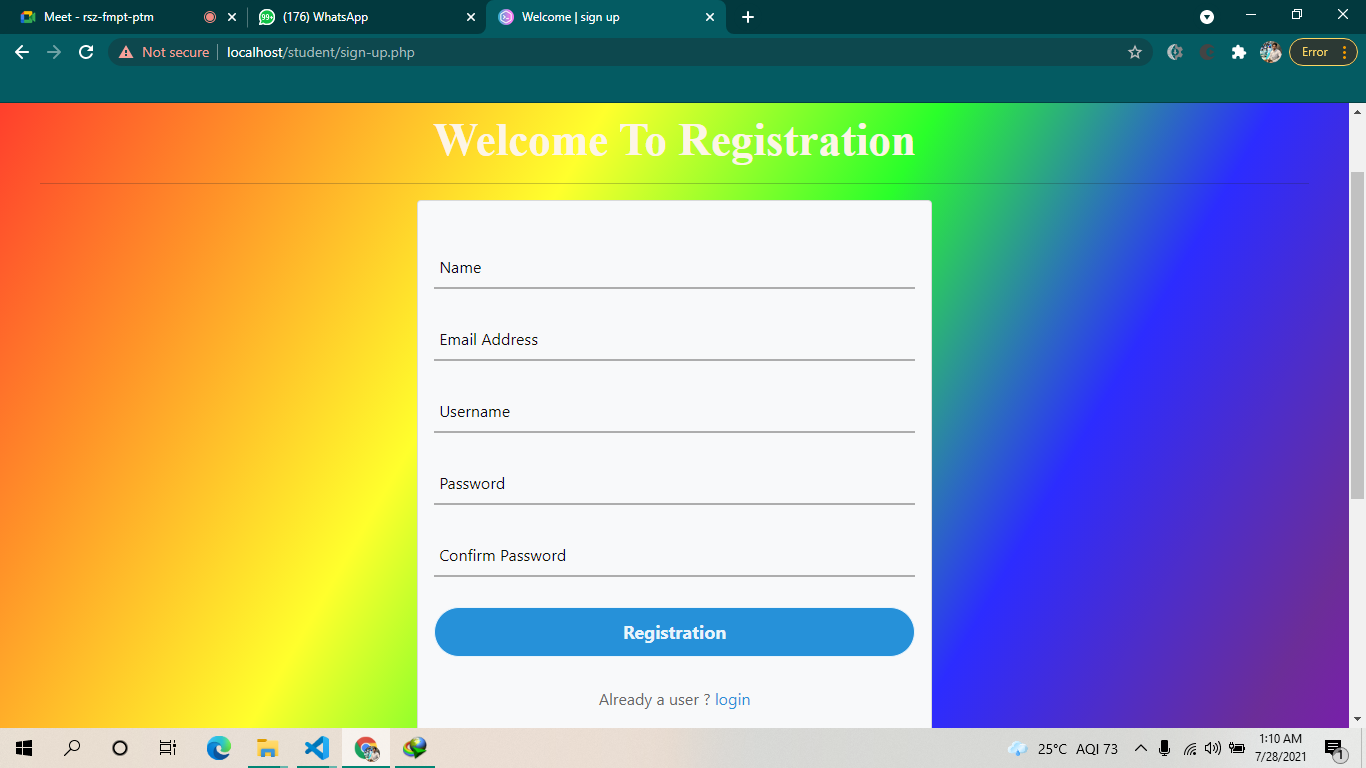 Meet - rsz-fmpt-ptm
(176) WhatsApp
Welcome | sign up
Not secure
localhost/student/sign-up.php
Error
Welcome To Registration
Name
Email Address
Username
Password
Confirm Password
Registration
Already a user ? login
25°C AQI 73
1:10 AM
7/28/2021
1
99+